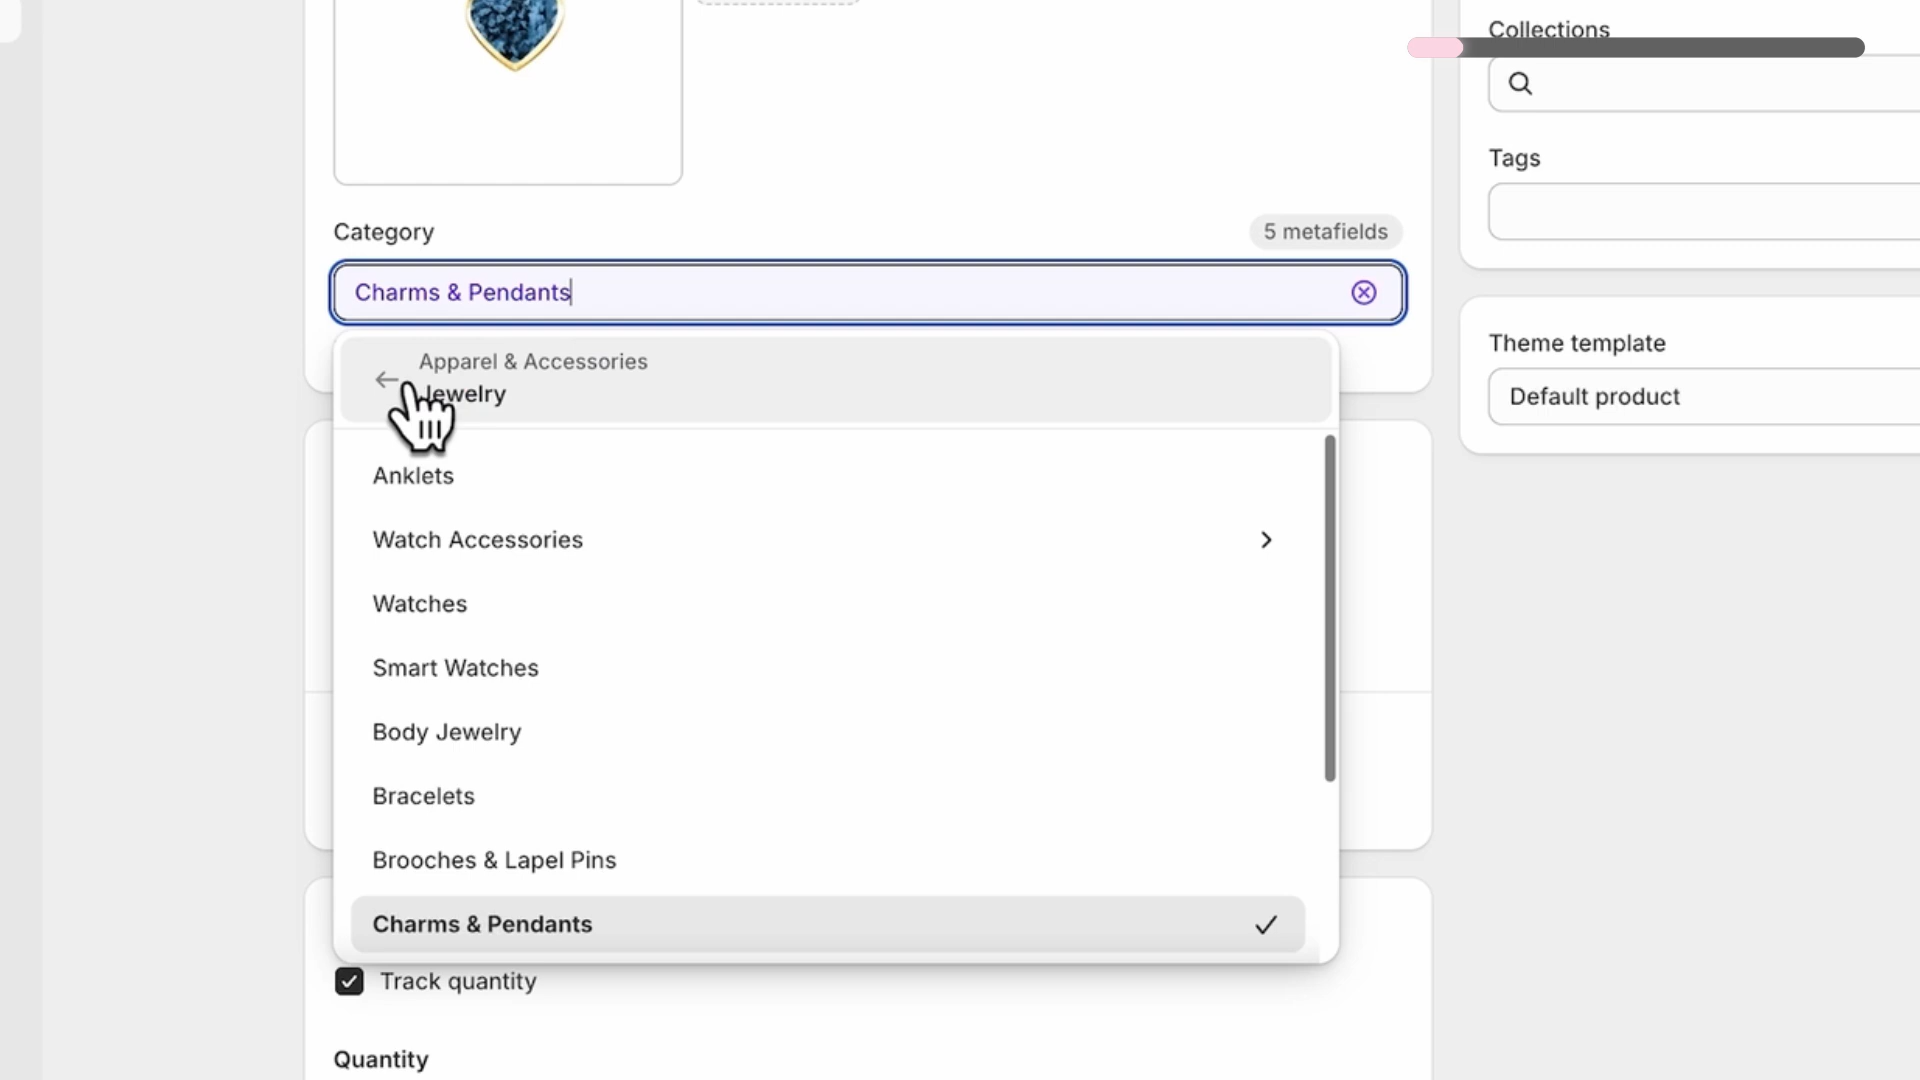 Collections
Tags
Category
5 metafields
Charms & Pendants
Apparel & Accessories
Jewelry
Anklets
Watch Accessories
Watches
Smart Watches
Body Jewelry
Bracelets
Brooches & Lapel Pins
Charms & Pendants
Track quantity
Quantity
Theme template
Default product